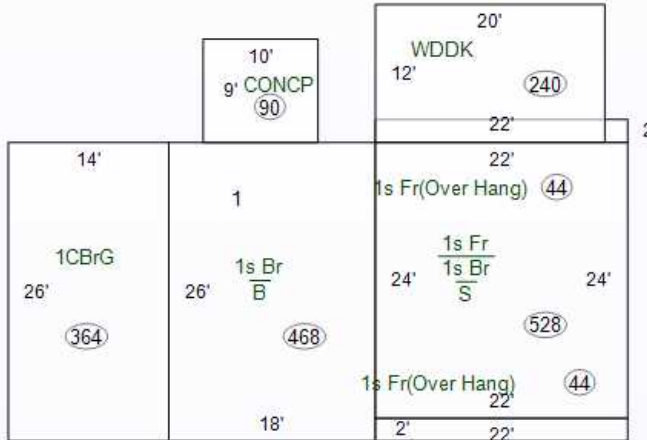 20'
WDDK
12'
240
10'
9' CONCP
90
22'
2
14'
22'
1s Fr(Over Hang) 44
1
1CBrG
1s Fr
1s Br
S
1s Br
B
26'
26'
24'
24'
364
468
528
1s Fr(Over Hang) 44
22'
18'
2'
22'